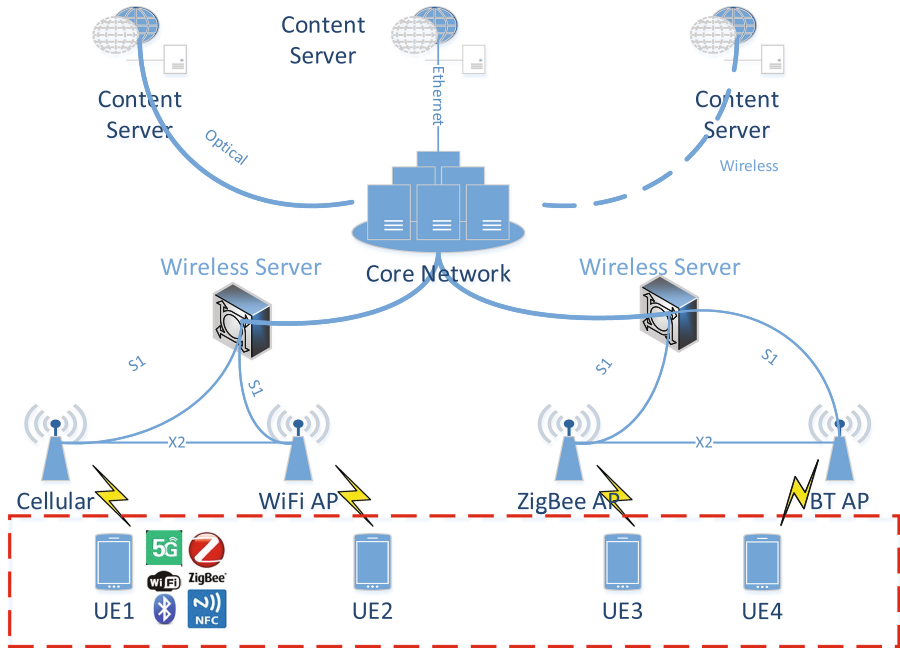 Content
Server
Content
Server
Content
Server
Ethernet
Optical
Wireless
Wireless Server
Core Network
Wireless Server
S1
S1
S1
S1
X2
X2
Cellular
WiFi AP
ZigBee AP
BT AP
5G
Z
WiFi
ZigBee®
N
NFC
UE1
UE2
UE3
UE4